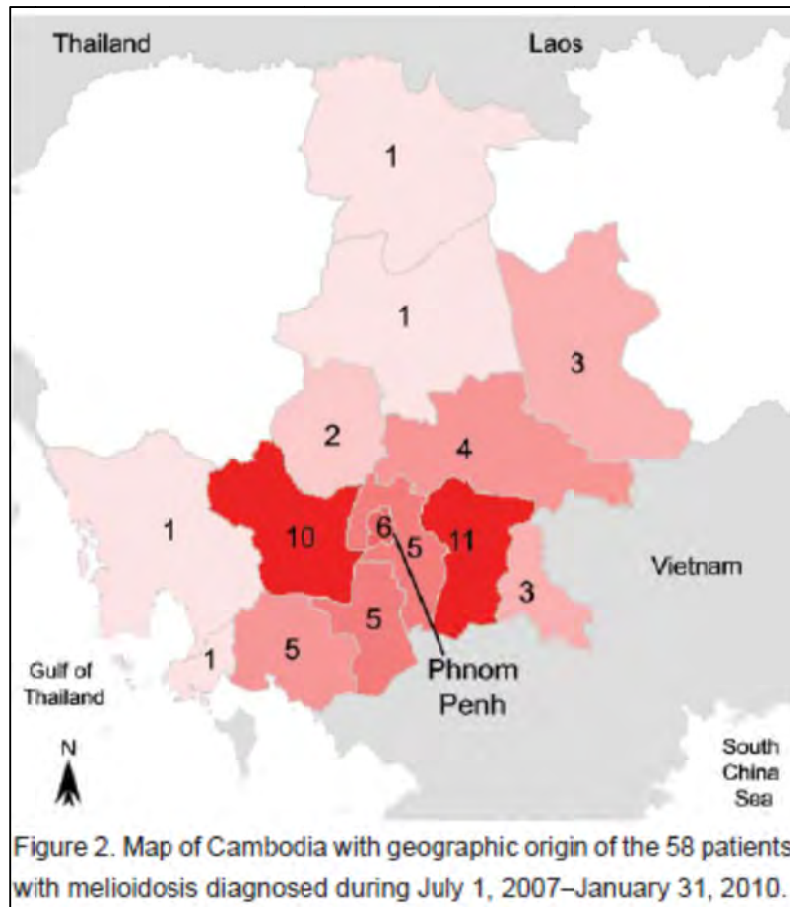 Thailand
Laos
1
1
3
2
4
1
10
6
5
11
3
Vietnam
5
5
1
Phnom
Penh
Gulf of
Thailand
N
South
China
Sea
Figure 2. Map of Cambodia with geographic origin of the 58 patients
with melioidosis diagnosed during July 1, 2007–January 31, 2010.